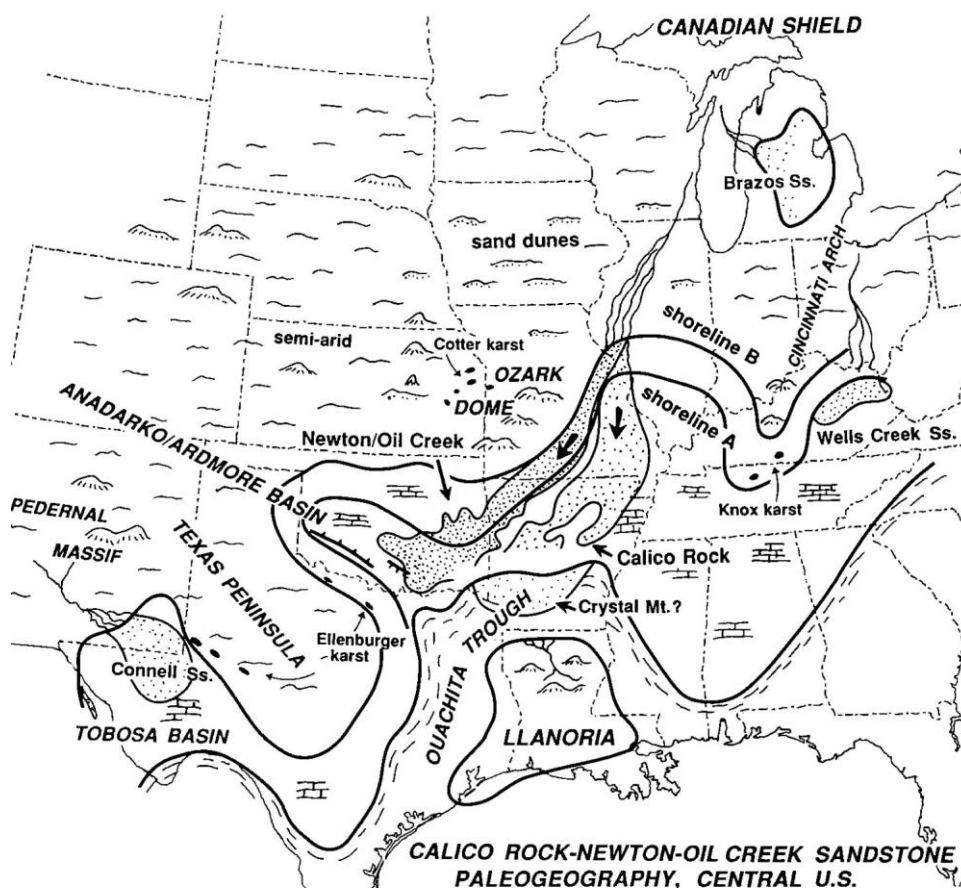 CANADIAN SHIELD
Brazos Ss.
sand dunes
CINCINNATI ARCH
shoreline B
semi-arid
Cotter karst
OZARK
DOME
shoreline A
ANADARKO/ARDMORE BASIN
Newton/Oil Creek
Wells Creek Ss.
Knox karst
PEDERNAL
MASSIF
TEXAS PENINSULA
Calico Rock
Crystal Mt.?
Ellenburger
karst
Connell Ss.
OUACHITA TROUGH
TOBOSA BASIN
LLANORIA
CALICO ROCK-NEWTON-OIL CREEK SANDSTONE
PALEOGEOGRAPHY, CENTRAL U.S.